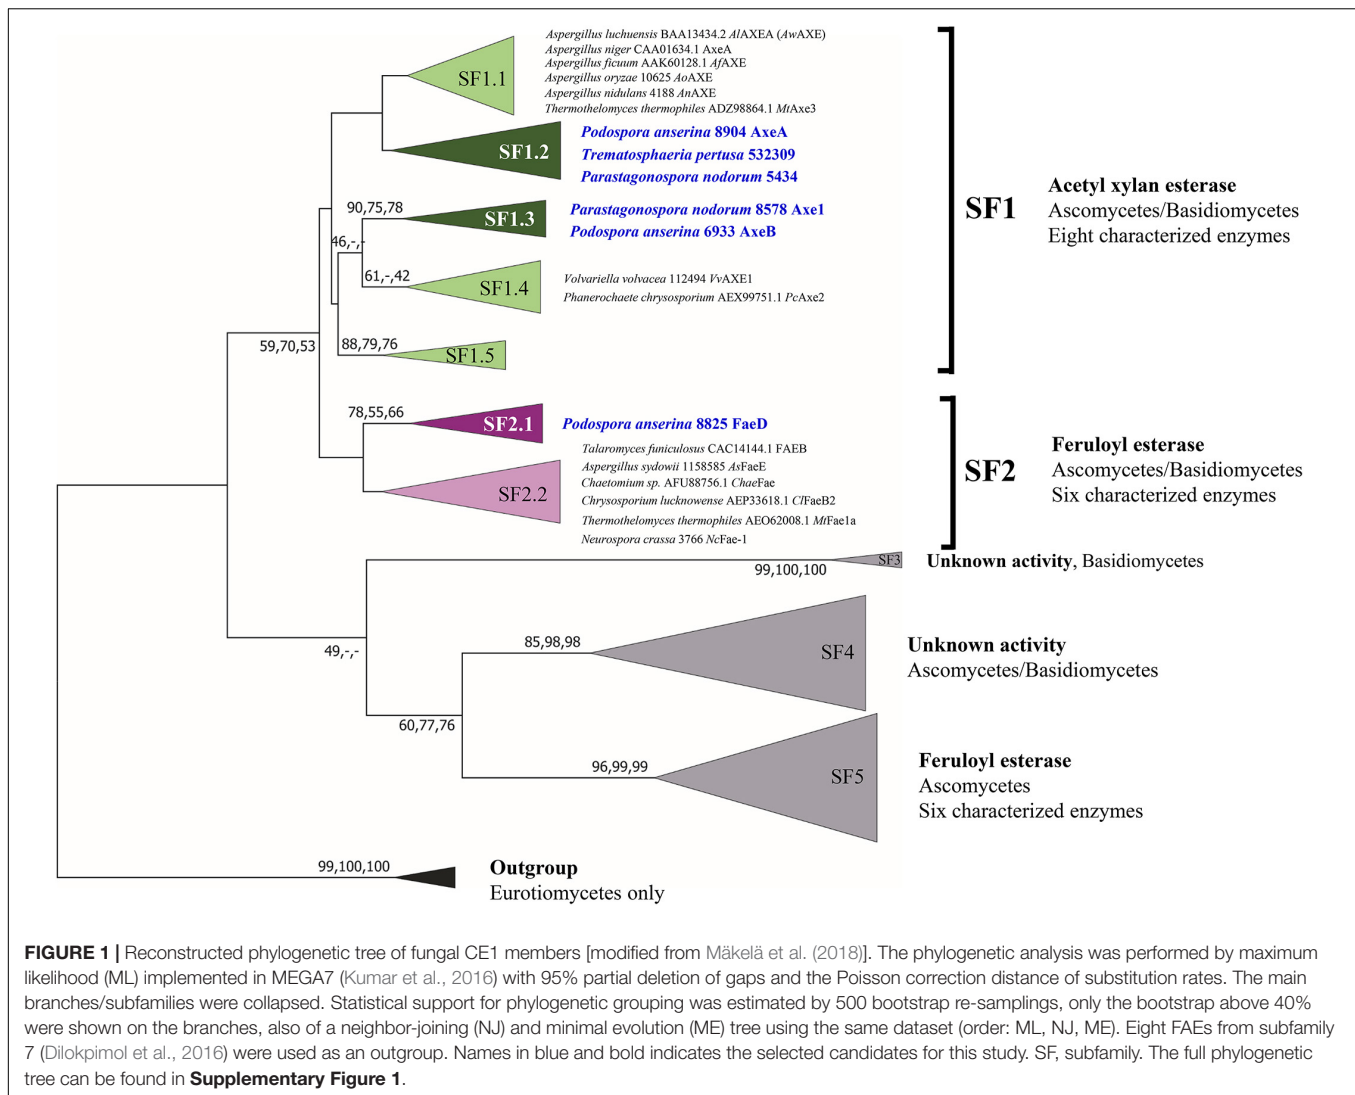 Aspergillus luchuensis BAA13434.2 AlAXEA (AwAXE)
Aspergillus niger CAA01634.1 AxeA
Aspergillus ficuum AAK60128.1 AfAXE
Aspergillus oryzae 10625 AoAXE
Aspergillus nidulans 4188 AnAXE
Thermothelomyces thermophiles ADZ98864.1 MtAxe3
SF1.1
Podospora anserina 8904 AxeA
Trematosphaeria pertusa 532309
Parastagonospora nodorum 5434
SF1.2
90,75,78
SF1.3
Parastagonospora nodorum 8578 Axe1
Podospora anserina 6933 AxeB
46,-,-
61,-,42
SF1.4
Volvariella volvacea 112494 VvAXE1
Phanerochaete chrysosporium AEX99751.1 PcAxe2
59,70,53
88,79,76
SF1.5
SF1
Acetyl xylan esterase
Ascomycetes/Basidiomycetes
Eight characterized enzymes
78,55,66
SF2.1
Podospora anserina 8825 FaeD
SF2.2
Talaromyces funiculosus CAC14144.1 FAEB
Aspergillus sydowii 1158585 AsFaeE
Chaetomium sp. AFU88756.1 ChaeFae
Chrysosporium lucknowense AEP33618.1 ClFaeB2
Thermothelomyces thermophiles AEO62008.1 MtFae1a
Neurospora crassa 3766 NcFae-1
SF2
Feruloyl esterase
Ascomycetes/Basidiomycetes
Six characterized enzymes
99,100,100
SF3
Unknown activity, Basidiomycetes
49,-,-
85,98,98
SF4
Unknown activity
Ascomycetes/Basidiomycetes
60,77,76
96,99,99
SF5
Feruloyl esterase
Ascomycetes
Six characterized enzymes
99,100,100
Outgroup
Eurotiomycetes only
FIGURE 1 | Reconstructed phylogenetic tree of fungal CE1 members [modified from Mäkelä et al. (2018)]. The phylogenetic analysis was performed by maximum
likelihood (ML) implemented in MEGA7 (Kumar et al., 2016) with 95% partial deletion of gaps and the Poisson correction distance of substitution rates. The main
branches/subfamilies were collapsed. Statistical support for phylogenetic grouping was estimated by 500 bootstrap re-samplings, only the bootstrap above 40%
were shown on the branches, also of a neighbor-joining (NJ) and minimal evolution (ME) tree using the same dataset (order: ML, NJ, ME). Eight FAEs from subfamily
7 (Dilokpimol et al., 2016) were used as an outgroup. Names in blue and bold indicates the selected candidates for this study. SF, subfamily. The full phylogenetic
tree can be found in Supplementary Figure 1.